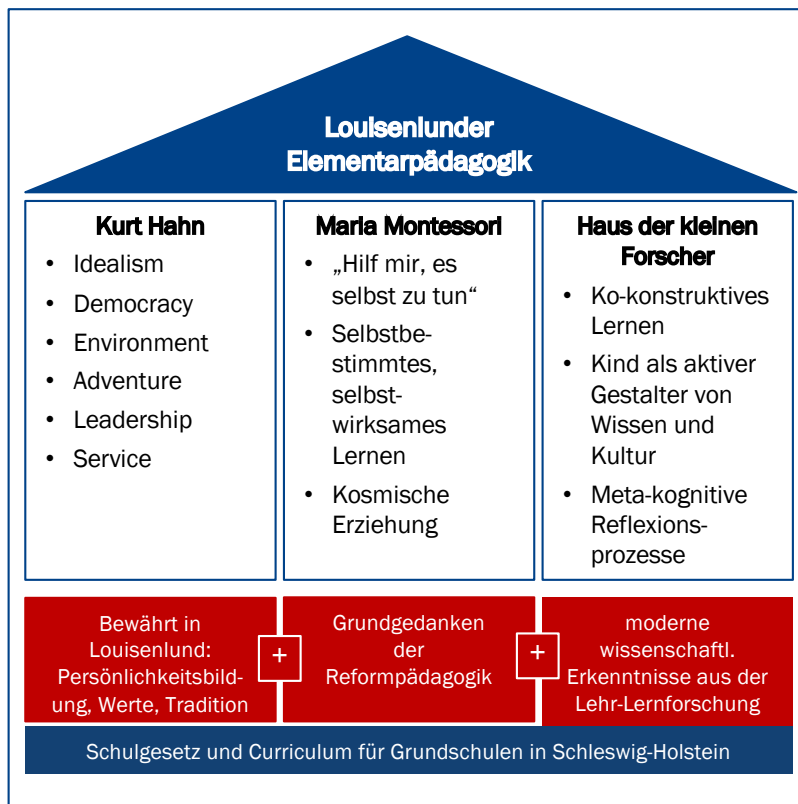 Louisenlunder
Elementarpädagogik
Kurt Hahn
• Idealism
• Democracy
• Environment
• Adventure
• Leadership
• Service
Maria Montessori
• „Hilf mir, es
selbst zu tun“
• Selbstbe-
stimmtes,
selbst-
wirksames
Lernen
• Kosmische
Erziehung
Haus der kleinen
Forscher
• Ko-konstruktives
Lernen
• Kind als aktiver
Gestalter von
Wissen und
Kultur
• Meta-kognitive
Reflexions-
prozesse
Bewährt in
Louisenlund:
Persönlichkeitsbild-
ung, Werte, Tradition
+
Grundgedanken
der
Reformpädagogik
+
moderne
wissenschaftl.
Erkenntnisse aus der
Lehr-Lernforschung
Schulgesetz und Curriculum für Grundschulen in Schleswig-Holstein